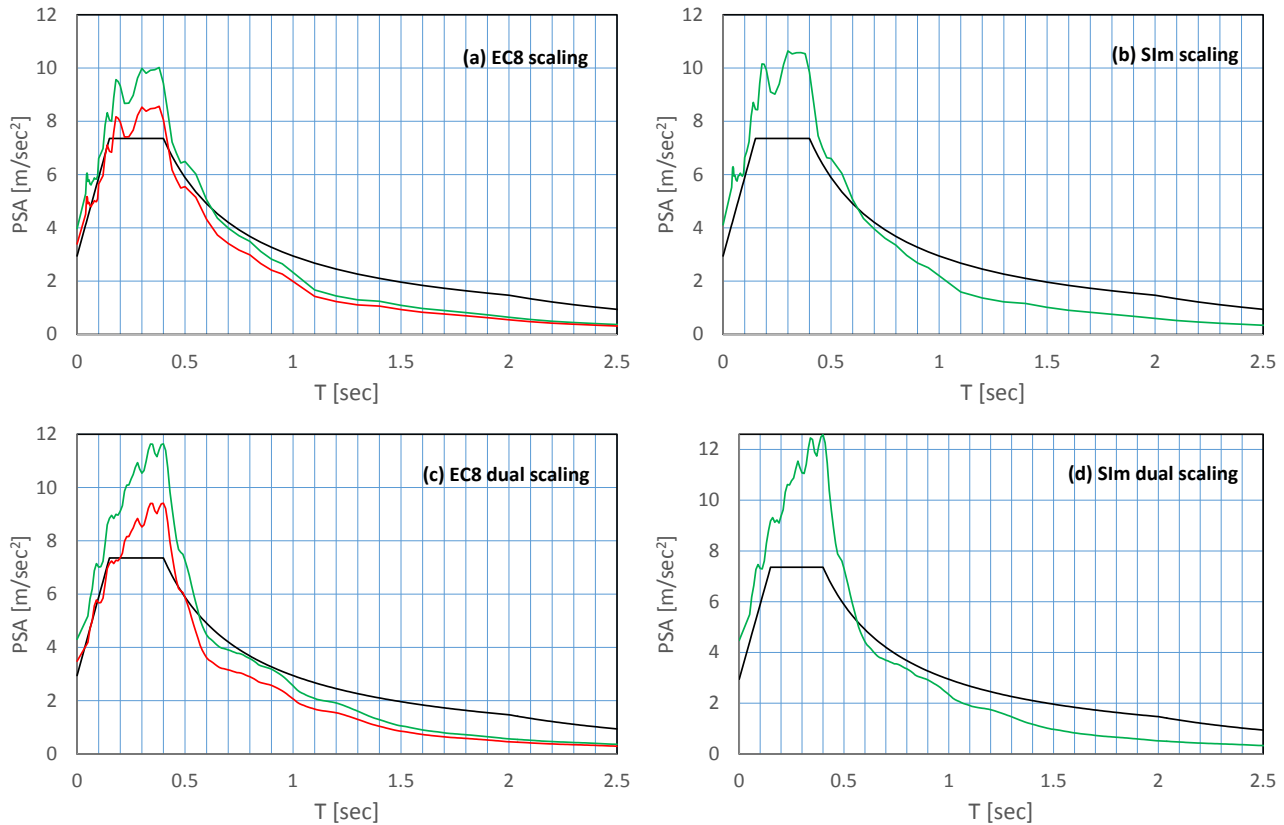 (a) EC8 scaling
PSA [m/sec²]
12
10
8
6
4
2
0
0 0.5 1 1.5 2 2.5
T [sec]
(b) SIm scaling
PSA [m/sec²]
12
10
8
6
4
2
0
0 0.5 1 1.5 2 2.5
T [sec]
(c) EC8 dual scaling
PSA [m/sec²]
12
10
8
6
4
2
0
0 0.5 1 1.5 2 2.5
T [sec]
(d) SIm dual scaling
PSA [m/sec²]
12
10
8
6
4
2
0
0 0.5 1 1.5 2 2.5
T [sec]